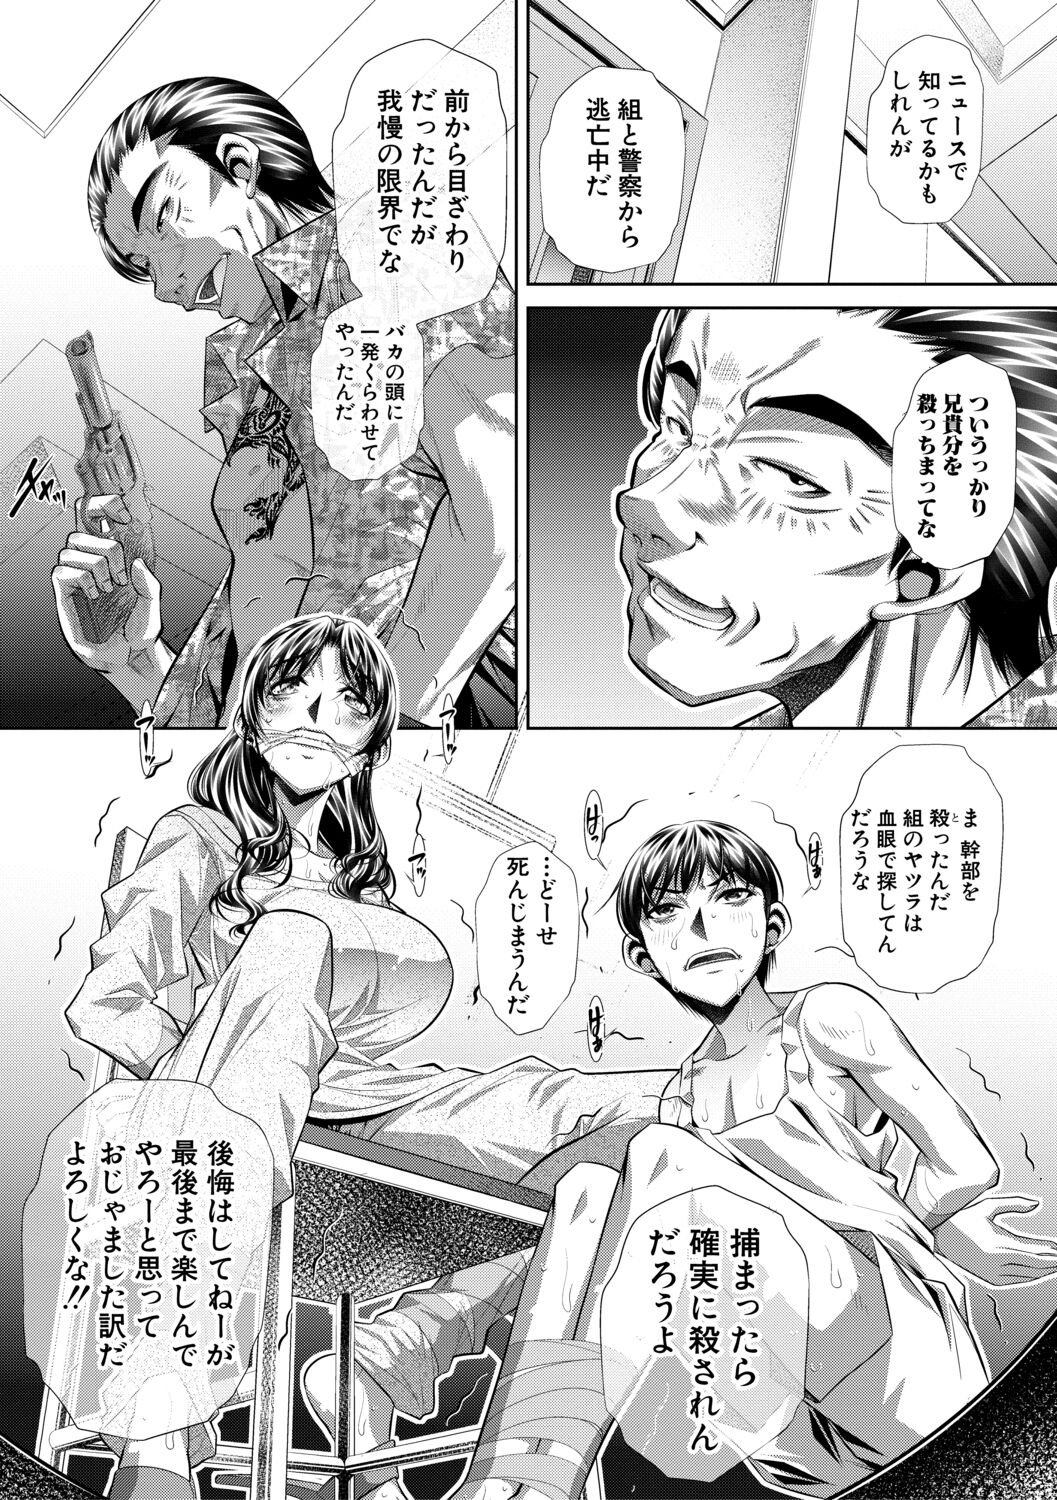 ニュースで
知ってるかも
しれんが
組と警察から
逃亡中だ
ついうっかり
兄貴分を
殺っちまってな
前から目ざわり
だったんだが
我慢の限界でな
バカの頭に
一発くらわせて
やったんだ
チャッ
ま 幹部を
殺ったんだ
と
組のヤツラは
血眼で探してん
だろうな
…どーせ
死んじまうんだ
捕まったら
確実に殺されん
だろうよ
後悔はしてねーが
最後まで楽しんで
やろーと思って
おじゃました訳だ
よろしくな!!